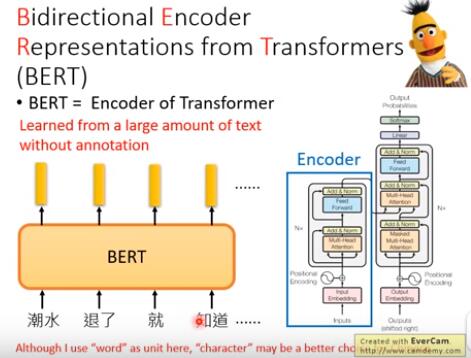 Bidirectional Encoder
Representations from Transformers
(BERT)
• BERT = Encoder of Transformer
Learned from a large amount of text
without annotation
......
BERT
潮水 退了 就 知道 ......
Encoder
Output
Probabilities
Softmax
Linear
Add & Norm
Feed
Forward
Add & Norm
Multi-Head
Attention
Add & Norm
Masked
Multi-Head
Attention
N×
Add & Norm
Feed
Forward
Add & Norm
Multi-Head
Attention
N×
Positional
Encoding
Positional
Encoding
Input
Embedding
Output
Embedding
Inputs
Outputs
(shifted right)
Although I use "word" as unit here, "character" may be a better cho
Created with EverCam.
http://www.camdemy.com